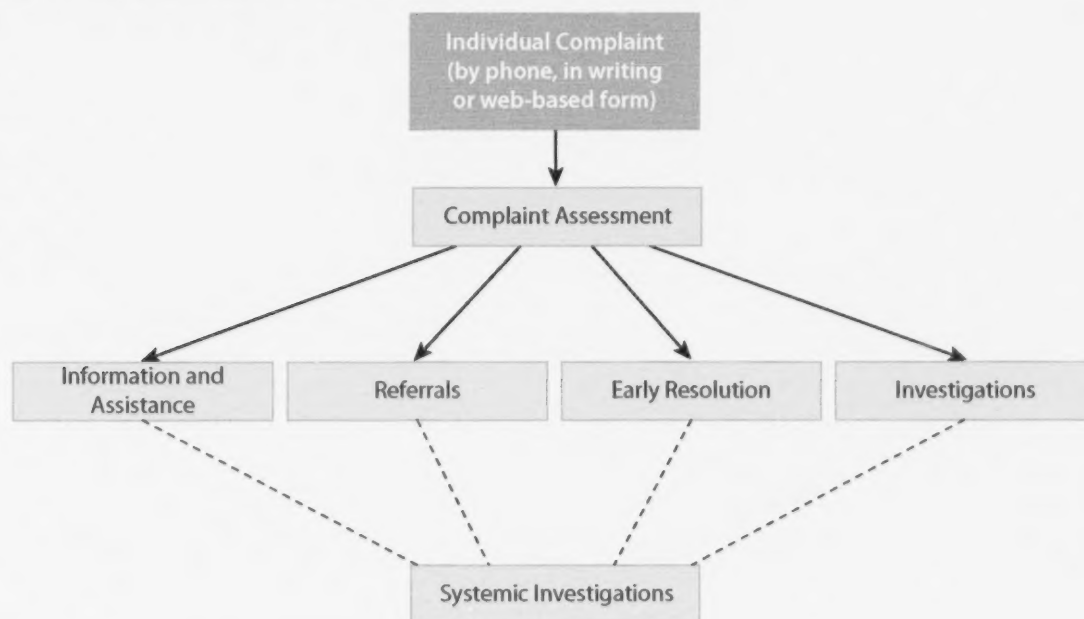 Individual Complaint
(by phone, in writing
or web-based form)
Complaint Assessment
Information and
Assistance
Referrals
Early Resolution
Investigations
Systemic Investigations